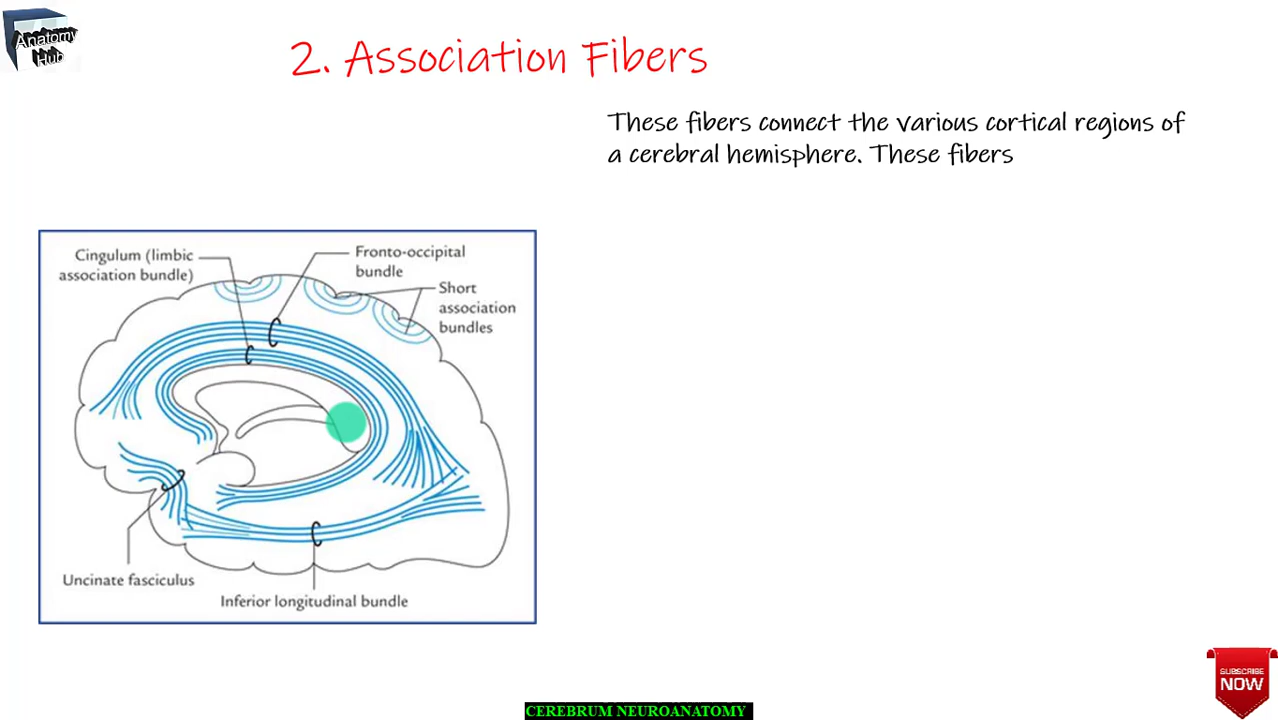 Anatomy
Hub
2. Association Fibers
These fibers connect the various cortical regions of
a cerebral hemisphere. These fibers
Cingulum (limbic
association bundle)
Fronto-occipital
bundle
Short
association
bundles
Uncinate fasciculus
Inferior longitudinal bundle
SUBSCRIBE
NOW
CEREBRUM NEUROANATOMY